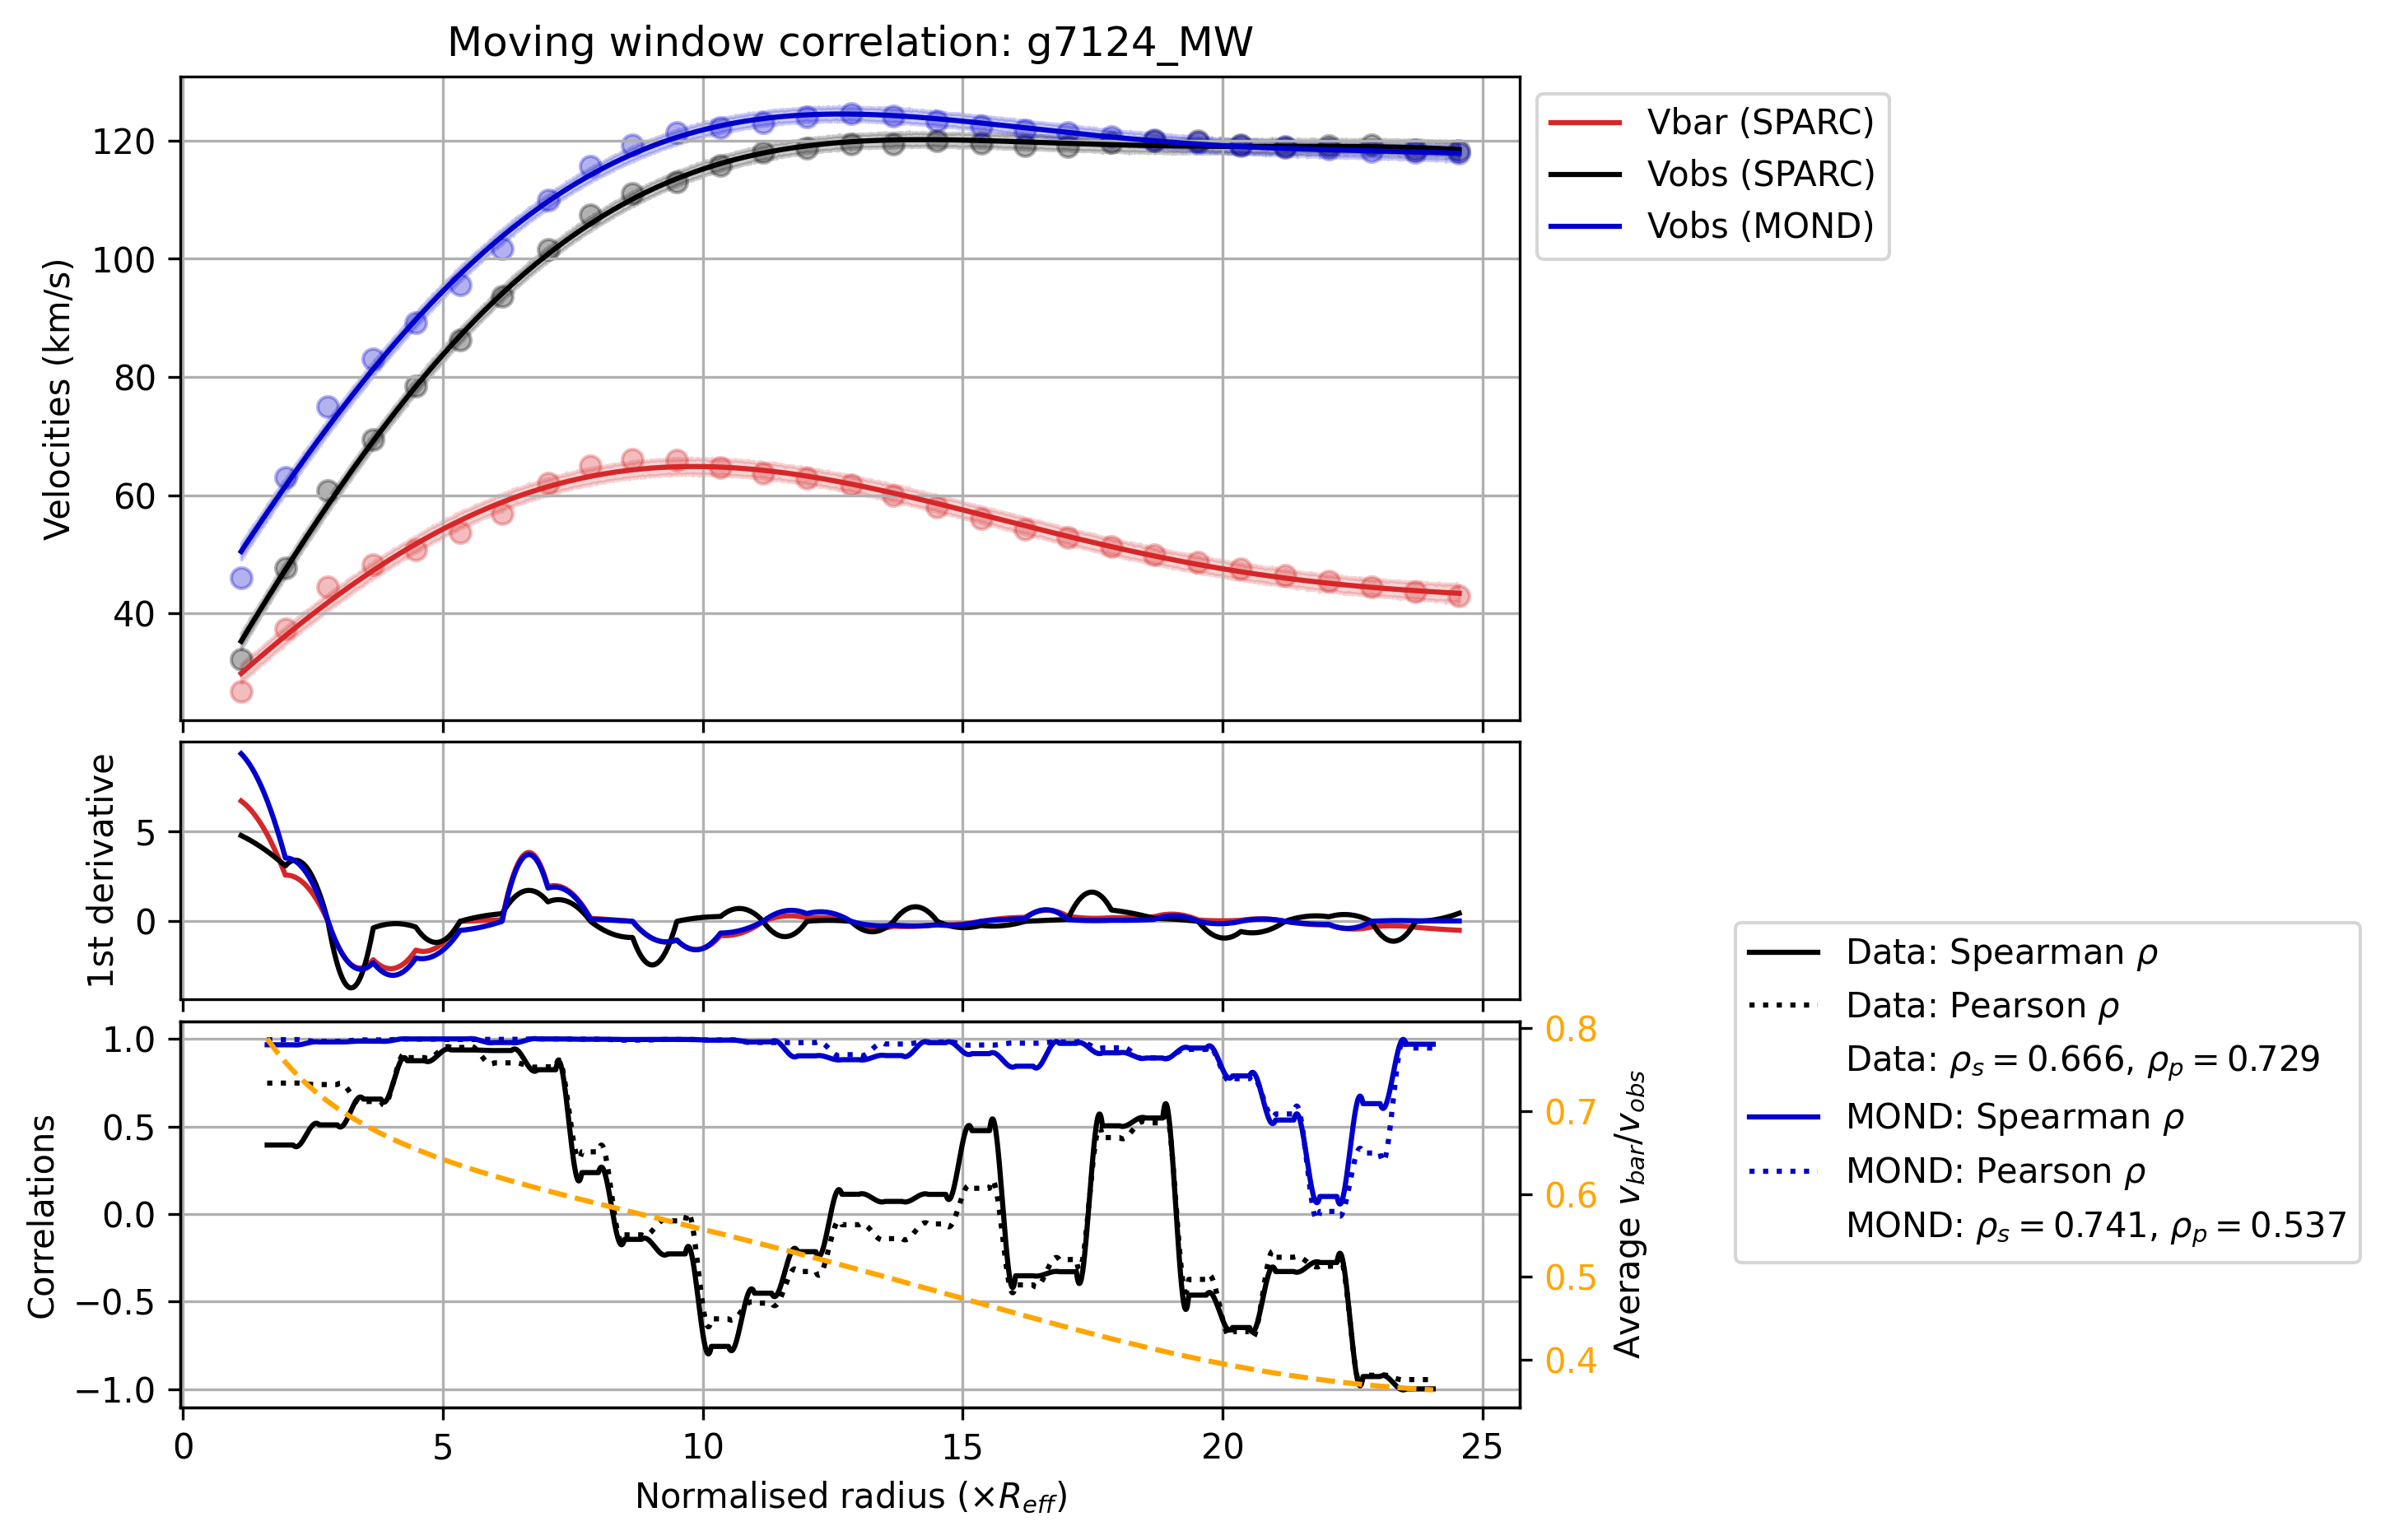 Moving window correlation: g7124_MW
120
100
80
60
40
Velocities (km/s)
Vbar (SPARC)
Vobs (SPARC)
Vobs (MOND)
5
0
1st derivative
1.0
0.5
0.0
−0.5
−1.0
Correlations
0.8
0.7
0.6
0.5
0.4
Average v_bar/v_obs
0 5 10 15 20 25
Normalised radius (×R_eff)
Data: Spearman ρ
Data: Pearson ρ
Data: ρ_s = 0.666, ρ_p = 0.729
MOND: Spearman ρ
MOND: Pearson ρ
MOND: ρ_s = 0.741, ρ_p = 0.537